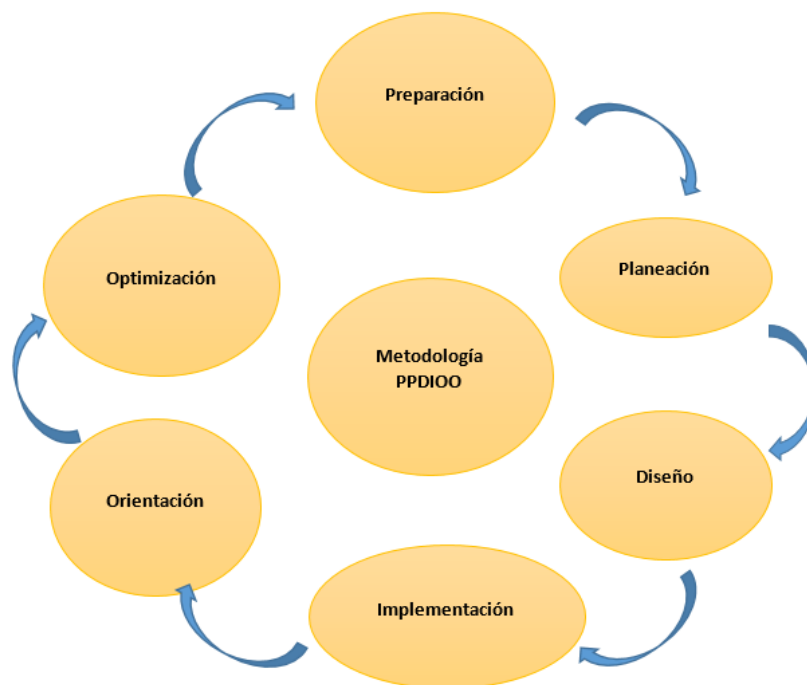 Preparación
Planeación
Diseño
Implementación
Orientación
Optimización
Metodología
PPDIOO